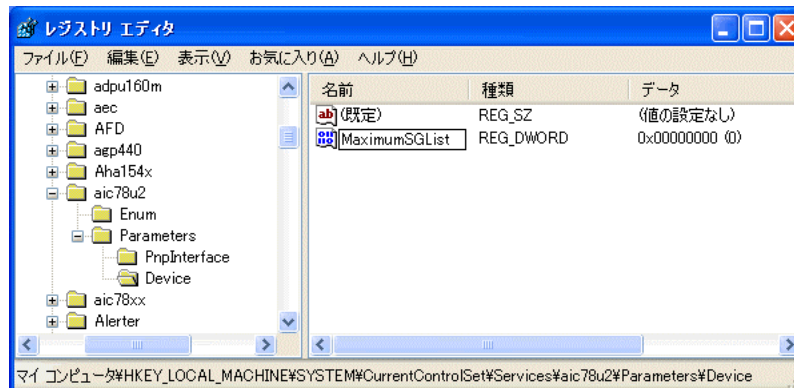 レジストリ エディタ
ファイル(F) 編集(E) 表示(V) お気に入り(A) ヘルプ(H)
adpu160m
aec
AFD
agp440
Aha154x
aic78u2
Enum
Parameters
PnpInterface
Device
aic78xx
Alerter
名前 種類 データ
(既定) REG_SZ (値の設定なし)
MaximumSGList REG_DWORD 0x00000000 (0)
マイ コンピュータ¥HKEY_LOCAL_MACHINE¥SYSTEM¥CurrentControlSet¥Services¥aic78u2¥Parameters¥Device